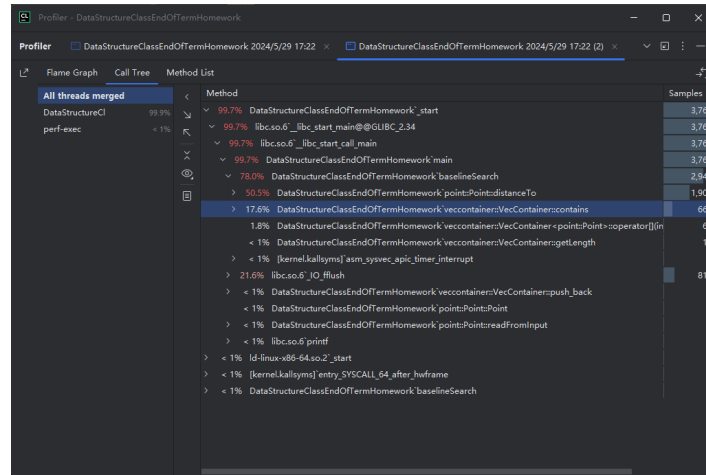 CL Profiler - DataStructureClassEndOfTermHomework
Profiler DataStructureClassEndOfTermHomework 2024/5/29 17:22 × DataStructureClassEndOfTermHomework 2024/5/29 17:22 (2) ×
Flame Graph Call Tree Method List
All threads merged
DataStructureCl 99.9%
perf-exec < 1%
Method Samples
99.7% DataStructureClassEndOfTermHomework`_start 3,76
99.7% libc.so.6`__libc_start_main@@GLIBC_2.34 3,76
99.7% libc.so.6`__libc_start_call_main 3,76
99.7% DataStructureClassEndOfTermHomework`main 3,76
78.0% DataStructureClassEndOfTermHomework`baselineSearch 2,94
50.5% DataStructureClassEndOfTermHomework`point::Point::distanceTo 1,90
17.6% DataStructureClassEndOfTermHomework`veccontainer::VecContainer::contains 66
1.8% DataStructureClassEndOfTermHomework`veccontainer::VecContainer<point::Point>::operator[](in 6
< 1% DataStructureClassEndOfTermHomework`veccontainer::VecContainer::getLength 1
< 1% [kernel.kallsyms]`asm_sysvec_apic_timer_interrupt
21.6% libc.so.6`_IO_fflush 81
< 1% DataStructureClassEndOfTermHomework`veccontainer::VecContainer::push_back
< 1% DataStructureClassEndOfTermHomework`point::Point::Point
< 1% DataStructureClassEndOfTermHomework`point::Point::readFromInput
< 1% libc.so.6`printf
< 1% ld-linux-x86-64.so.2`_start
< 1% [kernel.kallsyms]`entry_SYSCALL_64_after_hwframe
< 1% DataStructureClassEndOfTermHomework`baselineSearch